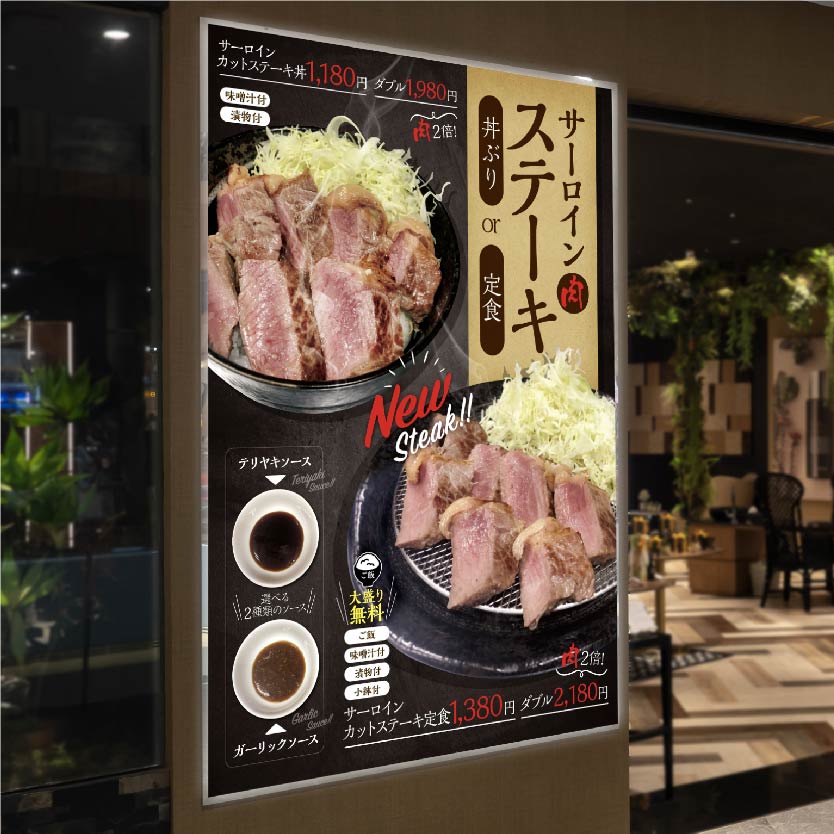 サーロイン
カットステーキ丼1,180円 ダブル1,980円
味噌汁付
漬物付
肉2倍!
サーロイン肉
ステーキ
丼ぶり
or
定食
New
Steak!!
テリヤキソース
Teriyaki
Sauce!!
選べる
2種類のソース!!
Garlic
Sauce!!
ガーリックソース
ご飯
大盛り
無料
ご飯
味噌汁付
漬物付
小鉢付
肉2倍!
サーロイン
カットステーキ定食1,380円 ダブル2,180円